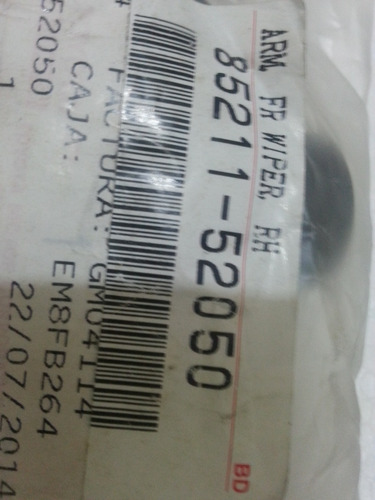 ARM, FR WIPER, RH
85211-52050
BD
# FACTURA: GM04114
CAJA: EM8FB264
52050 22/07/2014
1